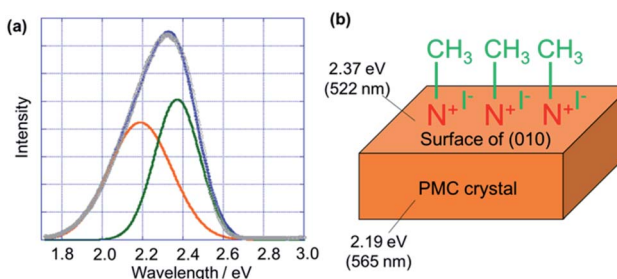 (a)
Intensity
1.8 2.0 2.2 2.4 2.6 2.8 3.0
Wavelength / eV
(b)
CH3 CH3 CH3
2.37 eV
(522 nm)
N+ I- N+ I- N+ I-
Surface of (010)
PMC crystal
2.19 eV
(565 nm)